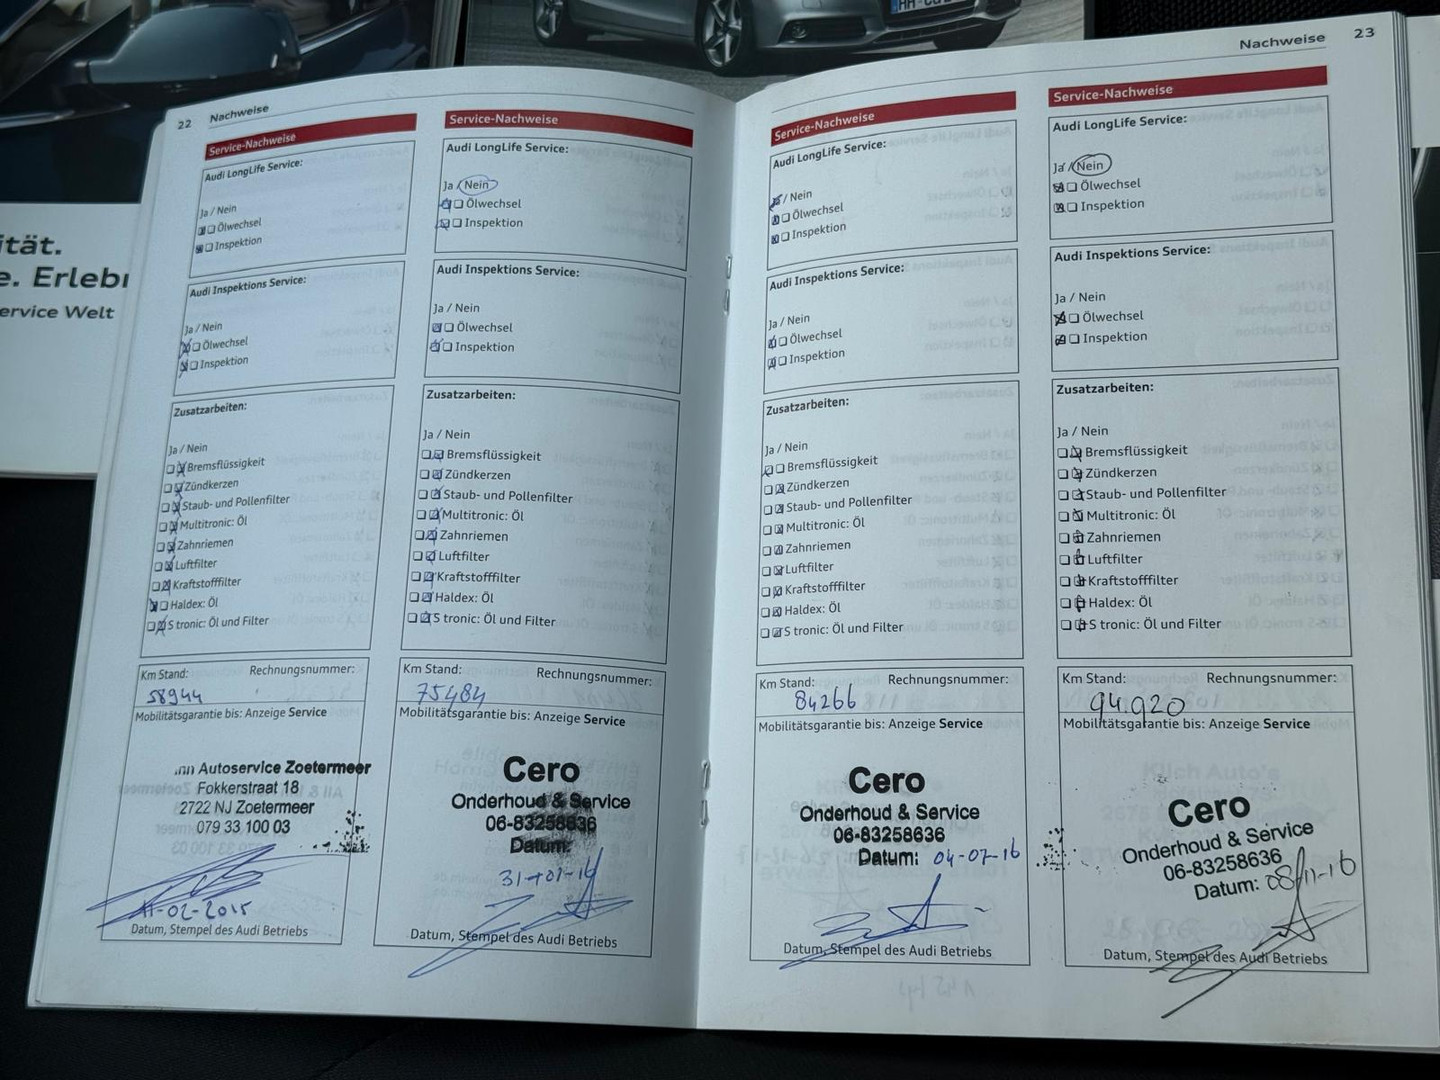 ität.
e. Erlebn
ervice Welt
22 Nachweise
Service-Nachweise
Audi LongLife Service:
Ja / Nein
Ölwechsel
Inspektion
Audi Inspektions Service:
Ja / Nein
Ölwechsel
Inspektion
Zusatzarbeiten:
Ja / Nein
Bremsflüssigkeit
Zündkerzen
Staub- und Pollenfilter
Multitronic: Öl
Zahnriemen
Luftfilter
Kraftstofffilter
Haldex: Öl
S tronic: Öl und Filter
Km Stand: Rechnungsnummer:
58944
Mobilitätsgarantie bis: Anzeige Service
Autoservice Zoetermeer
Fokkerstraat 18
2722 NJ Zoetermeer
079 33 100 03
11-02-2015
Datum, Stempel des Audi Betriebs
Service-Nachweise
Audi LongLife Service:
Ja / Nein
Ölwechsel
Inspektion
Audi Inspektions Service:
Ja / Nein
Ölwechsel
Inspektion
Zusatzarbeiten:
Ja / Nein
Bremsflüssigkeit
Zündkerzen
Staub- und Pollenfilter
Multitronic: Öl
Zahnriemen
Luftfilter
Kraftstofffilter
Haldex: Öl
S tronic: Öl und Filter
Km Stand: Rechnungsnummer:
75484
Mobilitätsgarantie bis: Anzeige Service
Cero
Onderhoud & Service
06-83258636
Datum:
Datum, Stempel des Audi Betriebs
Nachweise 23
Service-Nachweise
Audi LongLife Service:
Ja / Nein
Ölwechsel
Inspektion
Audi Inspektions Service:
Ja / Nein
Ölwechsel
Inspektion
Zusatzarbeiten:
Ja / Nein
Bremsflüssigkeit
Zündkerzen
Staub- und Pollenfilter
Multitronic: Öl
Zahnriemen
Luftfilter
Kraftstofffilter
Haldex: Öl
S tronic: Öl und Filter
Km Stand: Rechnungsnummer:
84266
Mobilitätsgarantie bis: Anzeige Service
Cero
Onderhoud & Service
06-83258636
Datum: 04-07-16
Datum, Stempel des Audi Betriebs
Service-Nachweise
Audi LongLife Service:
Ja / Nein
Ölwechsel
Inspektion
Audi Inspektions Service:
Ja / Nein
Ölwechsel
Inspektion
Zusatzarbeiten:
Ja / Nein
Bremsflüssigkeit
Zündkerzen
Staub- und Pollenfilter
Multitronic: Öl
Zahnriemen
Luftfilter
Kraftstofffilter
Haldex: Öl
S tronic: Öl und Filter
Km Stand: Rechnungsnummer:
94.920
Mobilitätsgarantie bis: Anzeige Service
Cero
Onderhoud & Service
06-83258636
Datum: 08-11-16
Datum, Stempel des Audi Betriebs